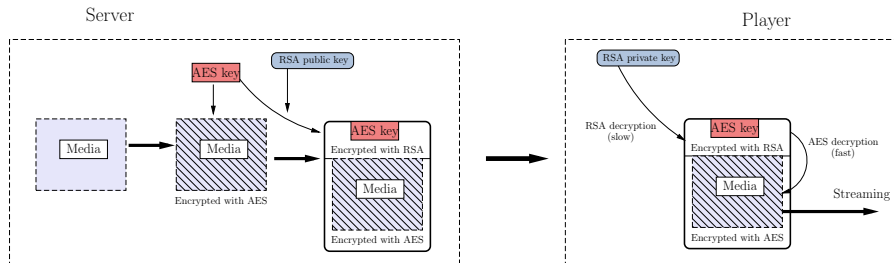 Server
Player
RSA public key
AES key
Media
Media
Encrypted with AES
AES key
Encrypted with RSA
Media
Encrypted with AES
RSA private key
RSA decryption
(slow)
AES key
Encrypted with RSA
AES decryption
(fast)
Media
Streaming
Encrypted with AES